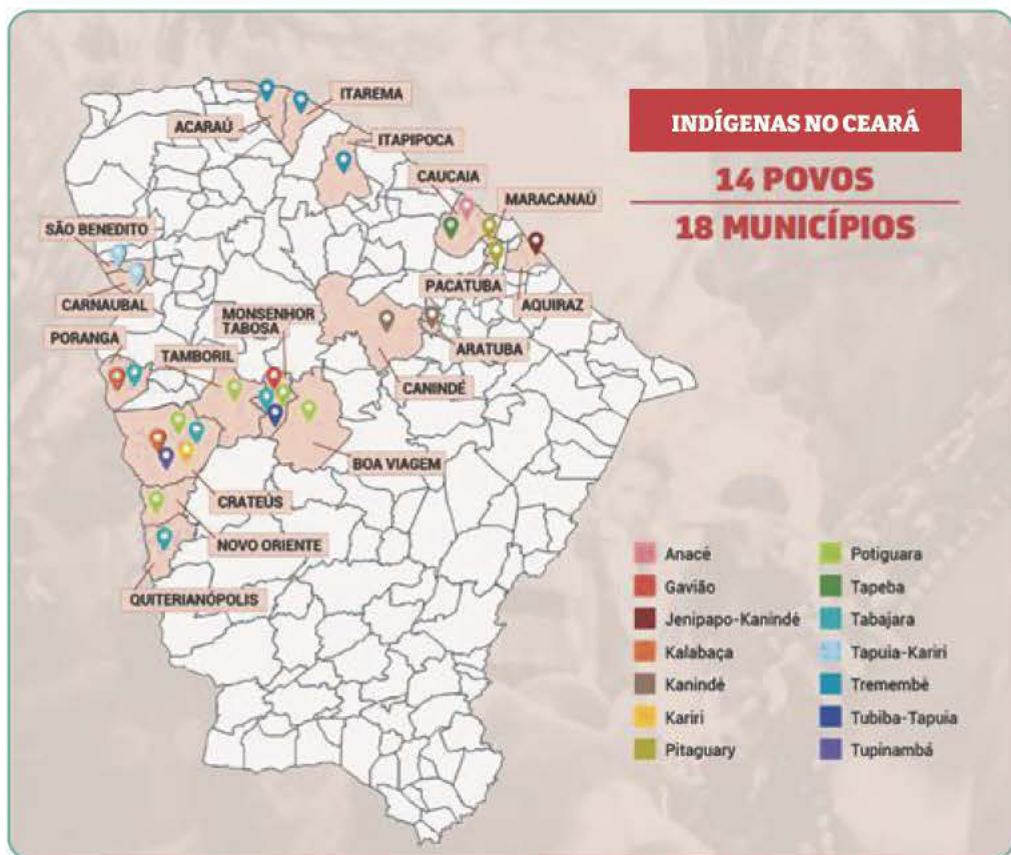 INDÍGENAS NO CEARÁ
14 POVOS
18 MUNICÍPIOS
ITAREMA
ACARAÚ
ITAPIPOCA
CAUCAIA
MARACANAÚ
SÃO BENEDITO
CARNAUBAL
PACATUBA
AQUIRAZ
MONSENHOR
TABOSA
PORANGA
TAMBORIL
ARATUBA
CANINDÉ
BOA VIAGEM
CRATEÚS
NOVO ORIENTE
QUITERIANÓPOLIS
Anacé
Gavião
Jenipapo-Kanindé
Kalabaça
Kanindé
Kariri
Pitaguary
Potiguara
Tapeba
Tabajara
Tapuia-Kariri
Tremembé
Tubiba-Tapuia
Tupinambá